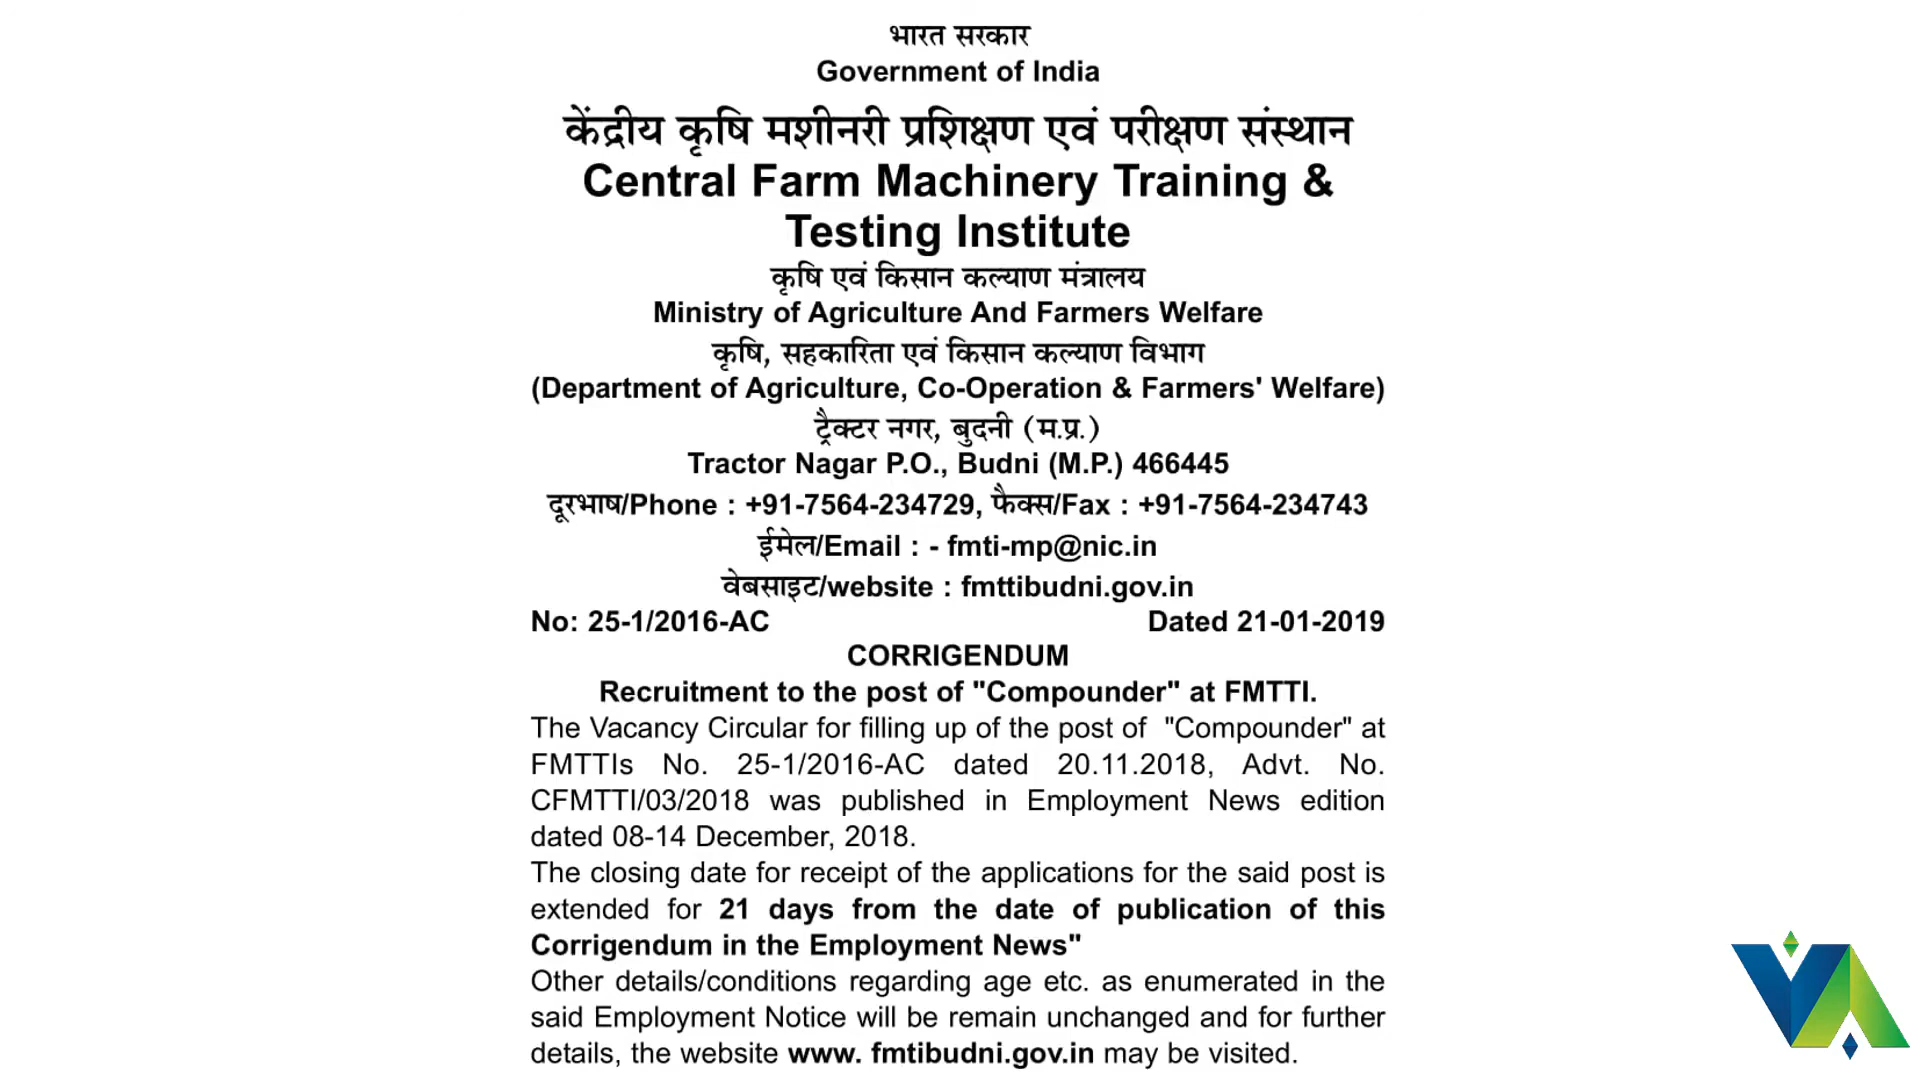 भारत सरकार
Government of India
केंद्रीय कृषि मशीनरी प्रशिक्षण एवं परीक्षण संस्थान
Central Farm Machinery Training &
Testing Institute
कृषि एवं किसान कल्याण मंत्रालय
Ministry of Agriculture And Farmers Welfare
कृषि, सहकारिता एवं किसान कल्याण विभाग
(Department of Agriculture, Co-Operation & Farmers' Welfare)
ट्रैक्टर नगर, बुदनी (म.प्र.)
Tractor Nagar P.O., Budni (M.P.) 466445
दूरभाष/Phone : +91-7564-234729, फैक्स/Fax : +91-7564-234743
ईमेल/Email : - fmti-mp@nic.in
वेबसाइट/website : fmttibudni.gov.in
No: 25-1/2016-AC Dated 21-01-2019
CORRIGENDUM
Recruitment to the post of "Compounder" at FMTTI.
The Vacancy Circular for filling up of the post of "Compounder" at
FMTTIs No. 25-1/2016-AC dated 20.11.2018, Advt. No.
CFMTTI/03/2018 was published in Employment News edition
dated 08-14 December, 2018.
The closing date for receipt of the applications for the said post is
extended for 21 days from the date of publication of this
Corrigendum in the Employment News"
Other details/conditions regarding age etc. as enumerated in the
said Employment Notice will be remain unchanged and for further
details, the website www. fmtibudni.gov.in may be visited.